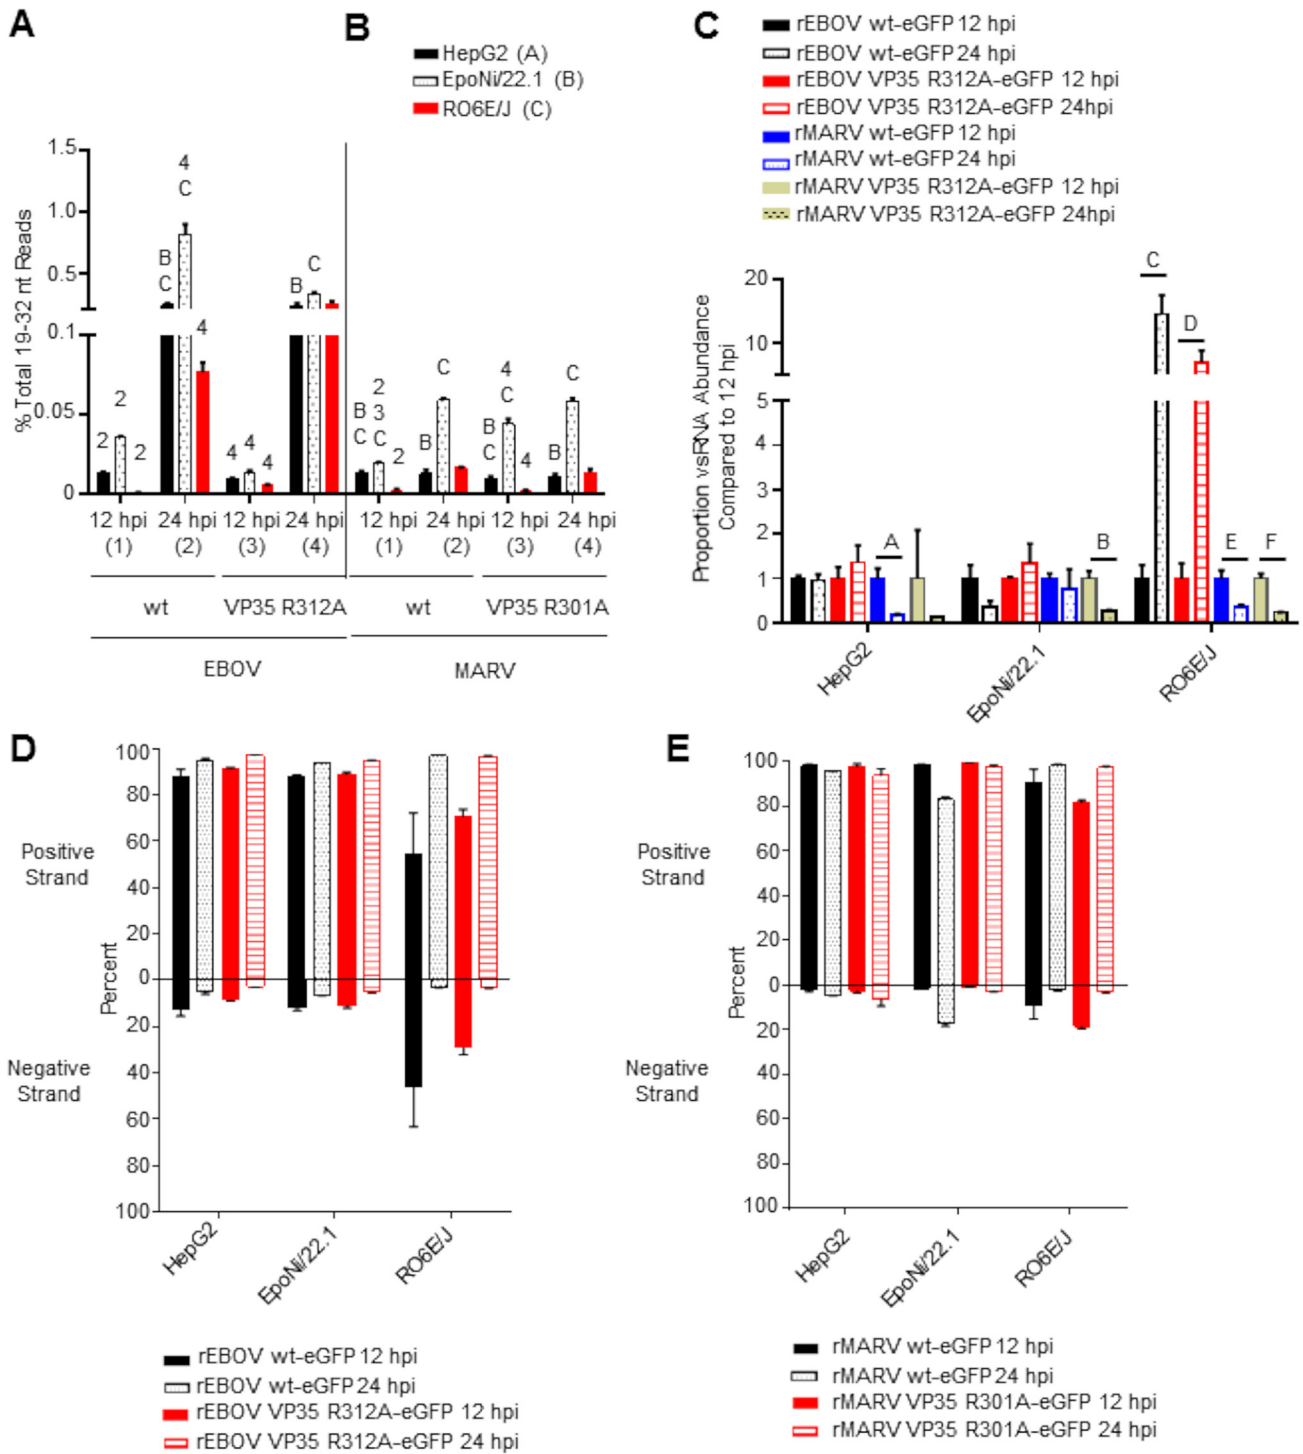 A
B
HepG2 (A)
EpoNi/22.1 (B)
RO6E/J (C)
% Total 19-32 nt Reads
1.5
1.0
0.5
0.1
0.05
0
2
2
2
B
C
4
C
4
4
4
4
B
C
B
C
2
3
C
2
B
C
B
C
4
C
4
B
C
12 hpi 24 hpi 12 hpi 24 hpi 12 hpi 24 hpi 12 hpi 24 hpi
(1) (2) (3) (4) (1) (2) (3) (4)
wt VP35 R312A wt VP35 R301A
EBOV MARV
C
rEBOV wt-eGFP 12 hpi
rEBOV wt-eGFP 24 hpi
rEBOV VP35 R312A-eGFP 12 hpi
rEBOV VP35 R312A-eGFP 24hpi
rMARV wt-eGFP 12 hpi
rMARV wt-eGFP 24 hpi
rMARV VP35 R312A-eGFP 12 hpi
rMARV VP35 R312A-eGFP 24hpi
Proportion vsRNA Abundance
Compared to 12 hpi
20
10
5
4
3
2
1
0
A
B
C
D
E
F
HepG2
EpoNi/22.1
RO6E/J
D
Positive
Strand
Negative
Strand
Percent
100
80
60
40
20
0
20
40
60
80
100
HepG2
EpoNi/22.1
RO6E/J
rEBOV wt-eGFP 12 hpi
rEBOV wt-eGFP 24 hpi
rEBOV VP35 R312A-eGFP 12 hpi
rEBOV VP35 R312A-eGFP 24 hpi
E
Positive
Strand
Negative
Strand
Percent
100
80
60
40
20
0
20
40
60
80
100
HepG2
EpoNi/22.1
RO6E/J
rMARV wt-eGFP 12 hpi
rMARV wt-eGFP 24 hpi
rMARV VP35 R301A-eGFP 12 hpi
rMARV VP35 R301A-eGFP 24 hpi